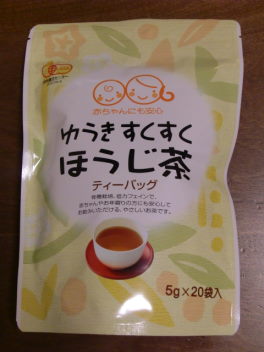 赤ちゃんにも安心
ゆうき すくすく
ほうじ茶
ティーバッグ
有機栽培、低カフェインで、
赤ちゃんやお年寄りの方にも安心して
お飲みいただける、やさしいお茶です。
5g×20袋入